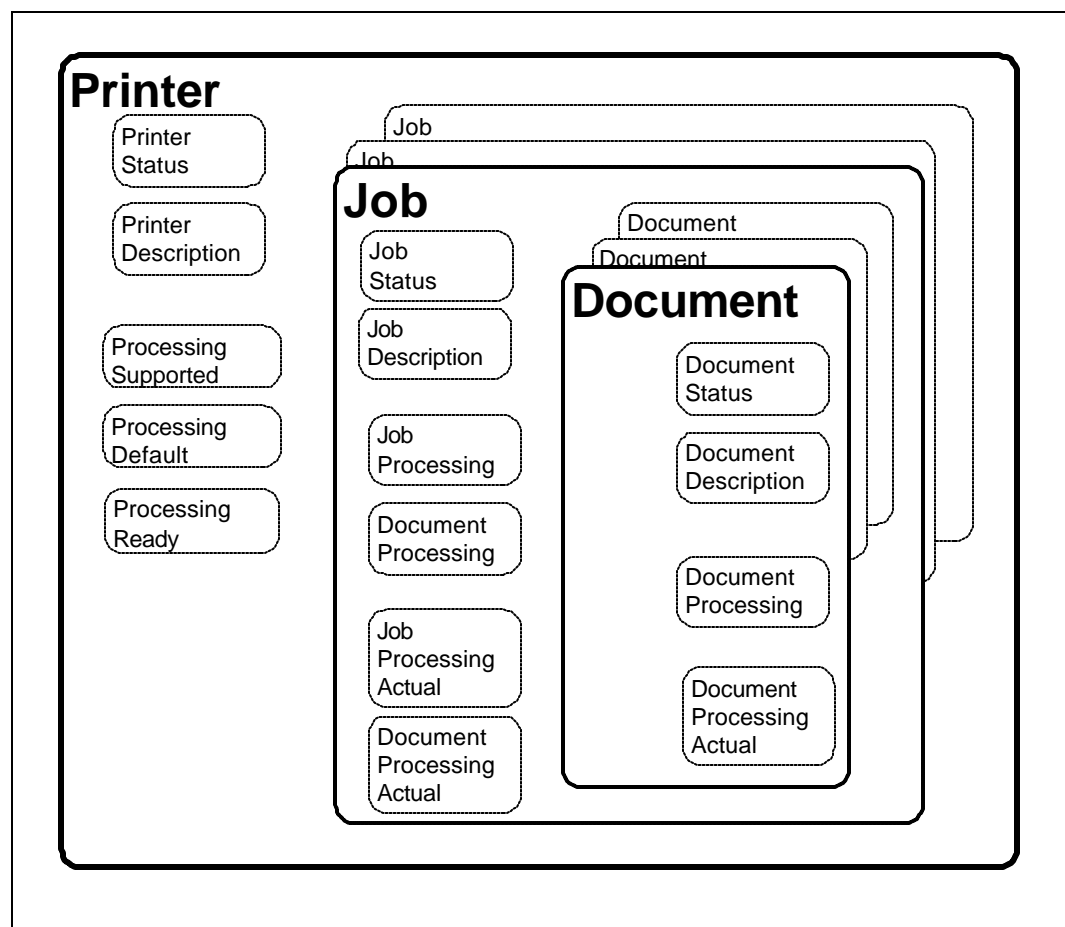 Printer
Printer
Status
Printer
Description
Processing
Supported
Processing
Default
Processing
Ready
Job
Job
Job
Job
Status
Job
Description
Job
Processing
Document
Processing
Job
Processing
Actual
Document
Processing
Actual
Document
Document
Document
Document
Status
Document
Description
Document
Processing
Document
Processing
Actual